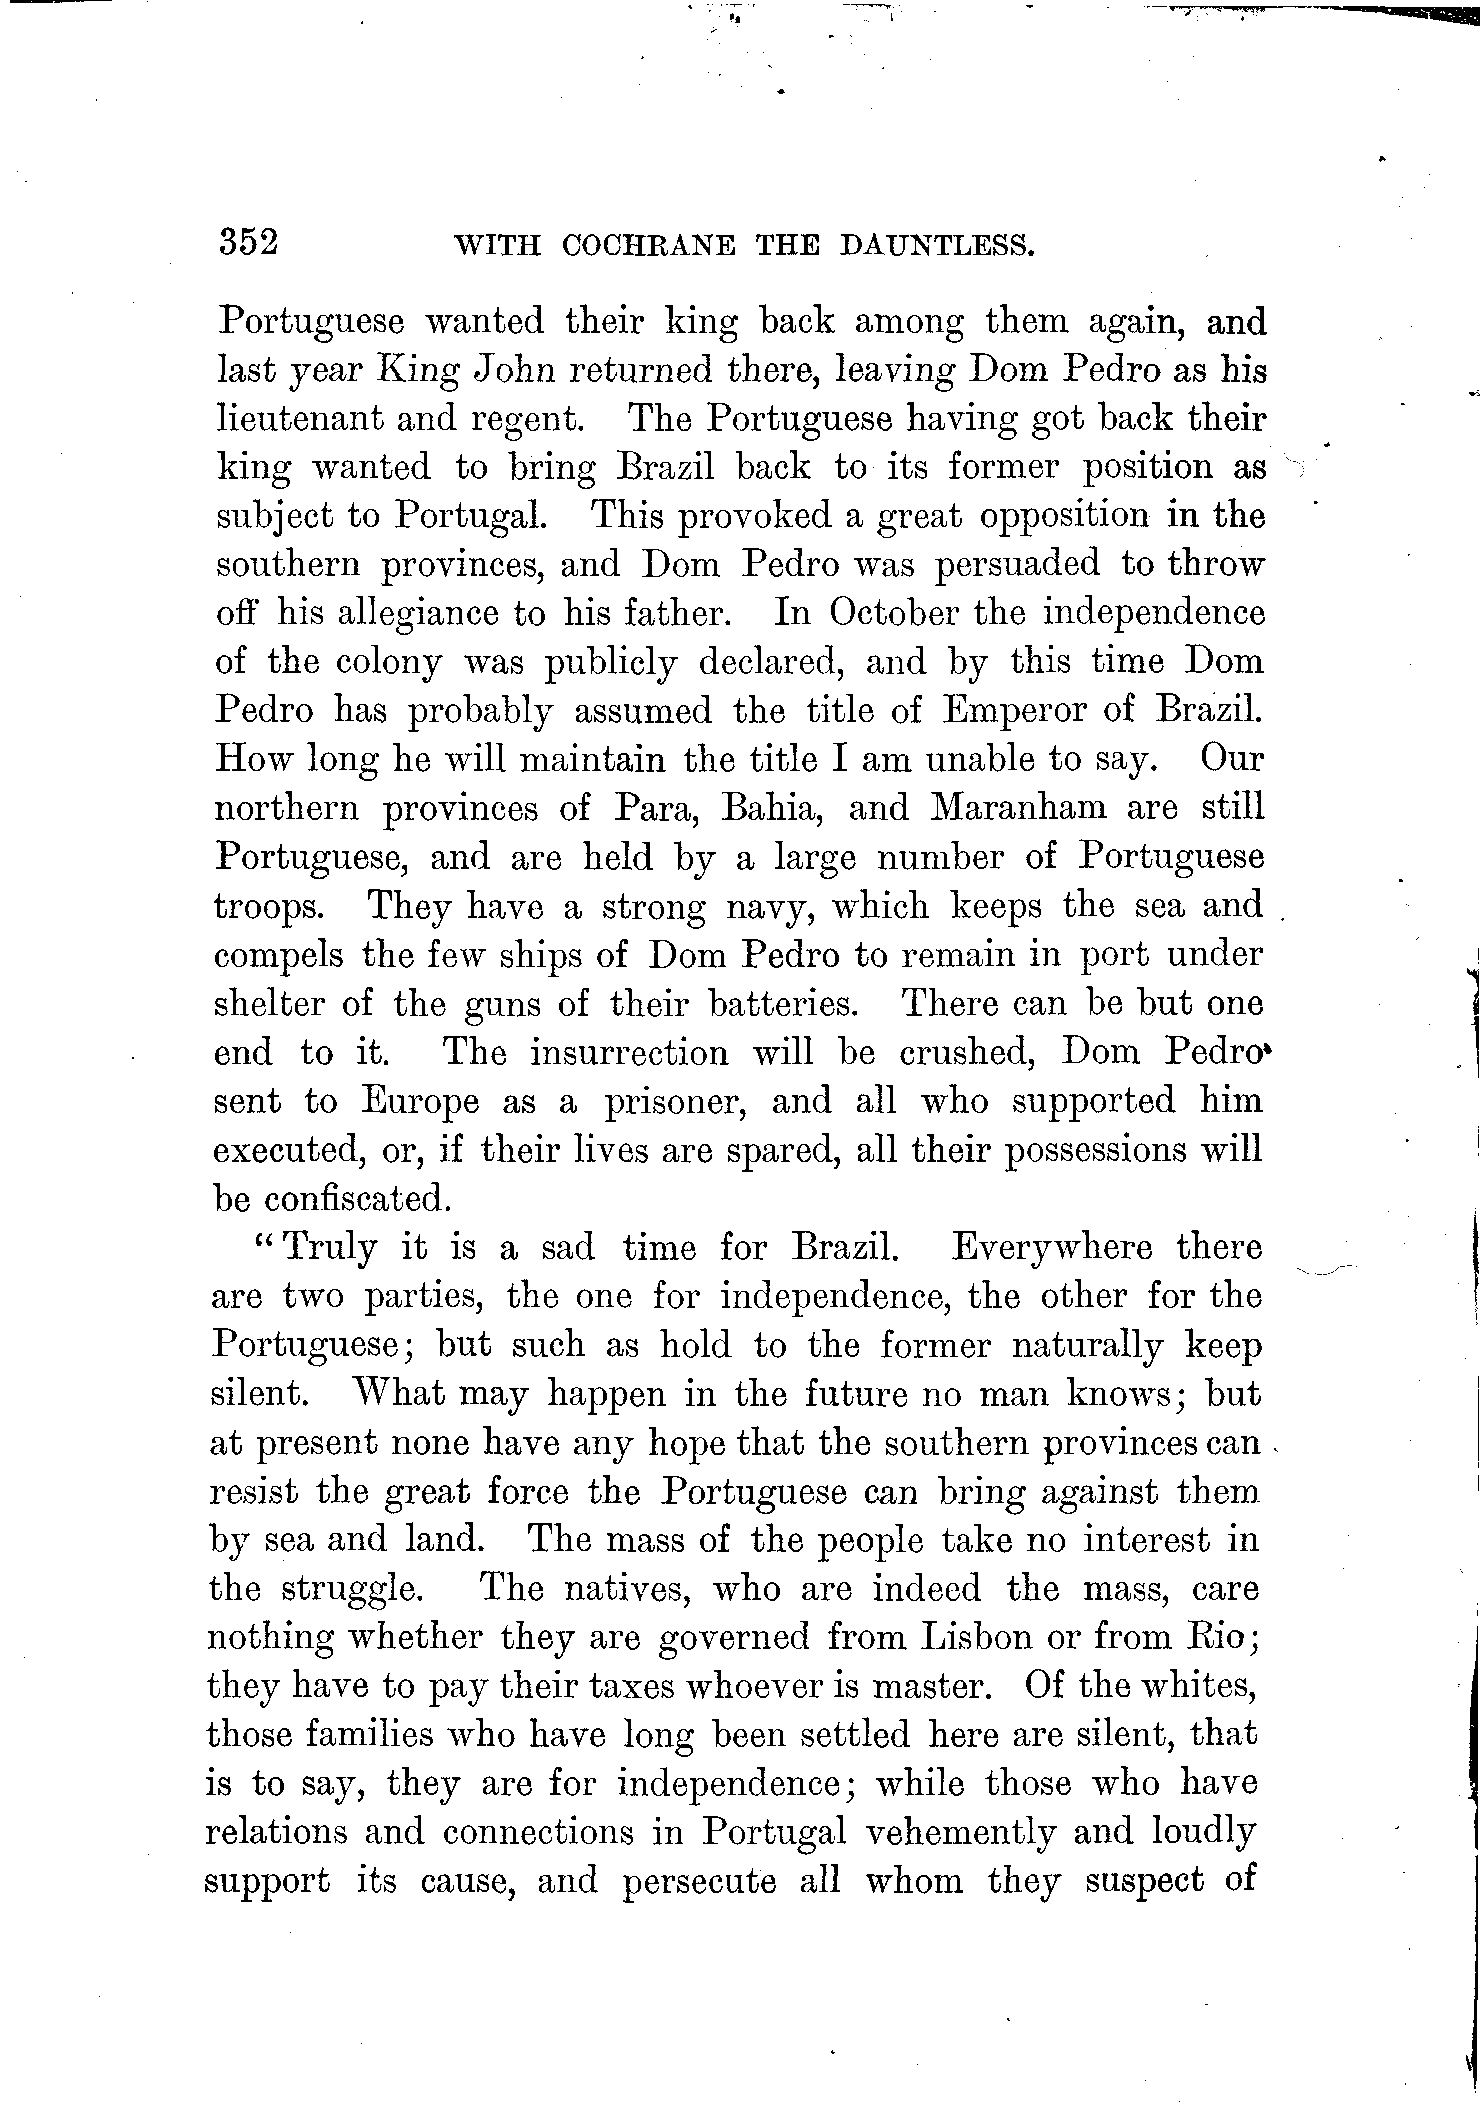 352 WITH COCHRANE THE DAUNTLESS.
Portuguese wanted their king back among them again, and
last year King John returned there, leaving Dom Pedro as his
lieutenant and regent. The Portuguese having got back their
king wanted to bring Brazil back to its former position as
subject to Portugal. This provoked a great opposition in the
southern provinces, and Dom Pedro was persuaded to throw
off his allegiance to his father. In October the independence
of the colony was publicly declared, and by this time Dom
Pedro has probably assumed the title of Emperor of Brazil.
How long he will maintain the title I am unable to say. Our
northern provinces of Para, Bahia, and Maranham are still
Portuguese, and are held by a large number of Portuguese
troops. They have a strong navy, which keeps the sea and
compels the few ships of Dom Pedro to remain in port under
shelter of the guns of their batteries. There can be but one
end to it. The insurrection will be crushed, Dom Pedro
sent to Europe as a prisoner, and all who supported him
executed, or, if their lives are spared, all their possessions will
be confiscated.
"Truly it is a sad time for Brazil. Everywhere there
are two parties, the one for independence, the other for the
Portuguese; but such as hold to the former naturally keep
silent. What may happen in the future no man knows; but
at present none have any hope that the southern provinces can
resist the great force the Portuguese can bring against them
by sea and land. The mass of the people take no interest in
the struggle. The natives, who are indeed the mass, care
nothing whether they are governed from Lisbon or from Rio;
they have to pay their taxes whoever is master. Of the whites,
those families who have long been settled here are silent, that
is to say, they are for independence; while those who have
relations and connections in Portugal vehemently and loudly
support its cause, and persecute all whom they suspect of